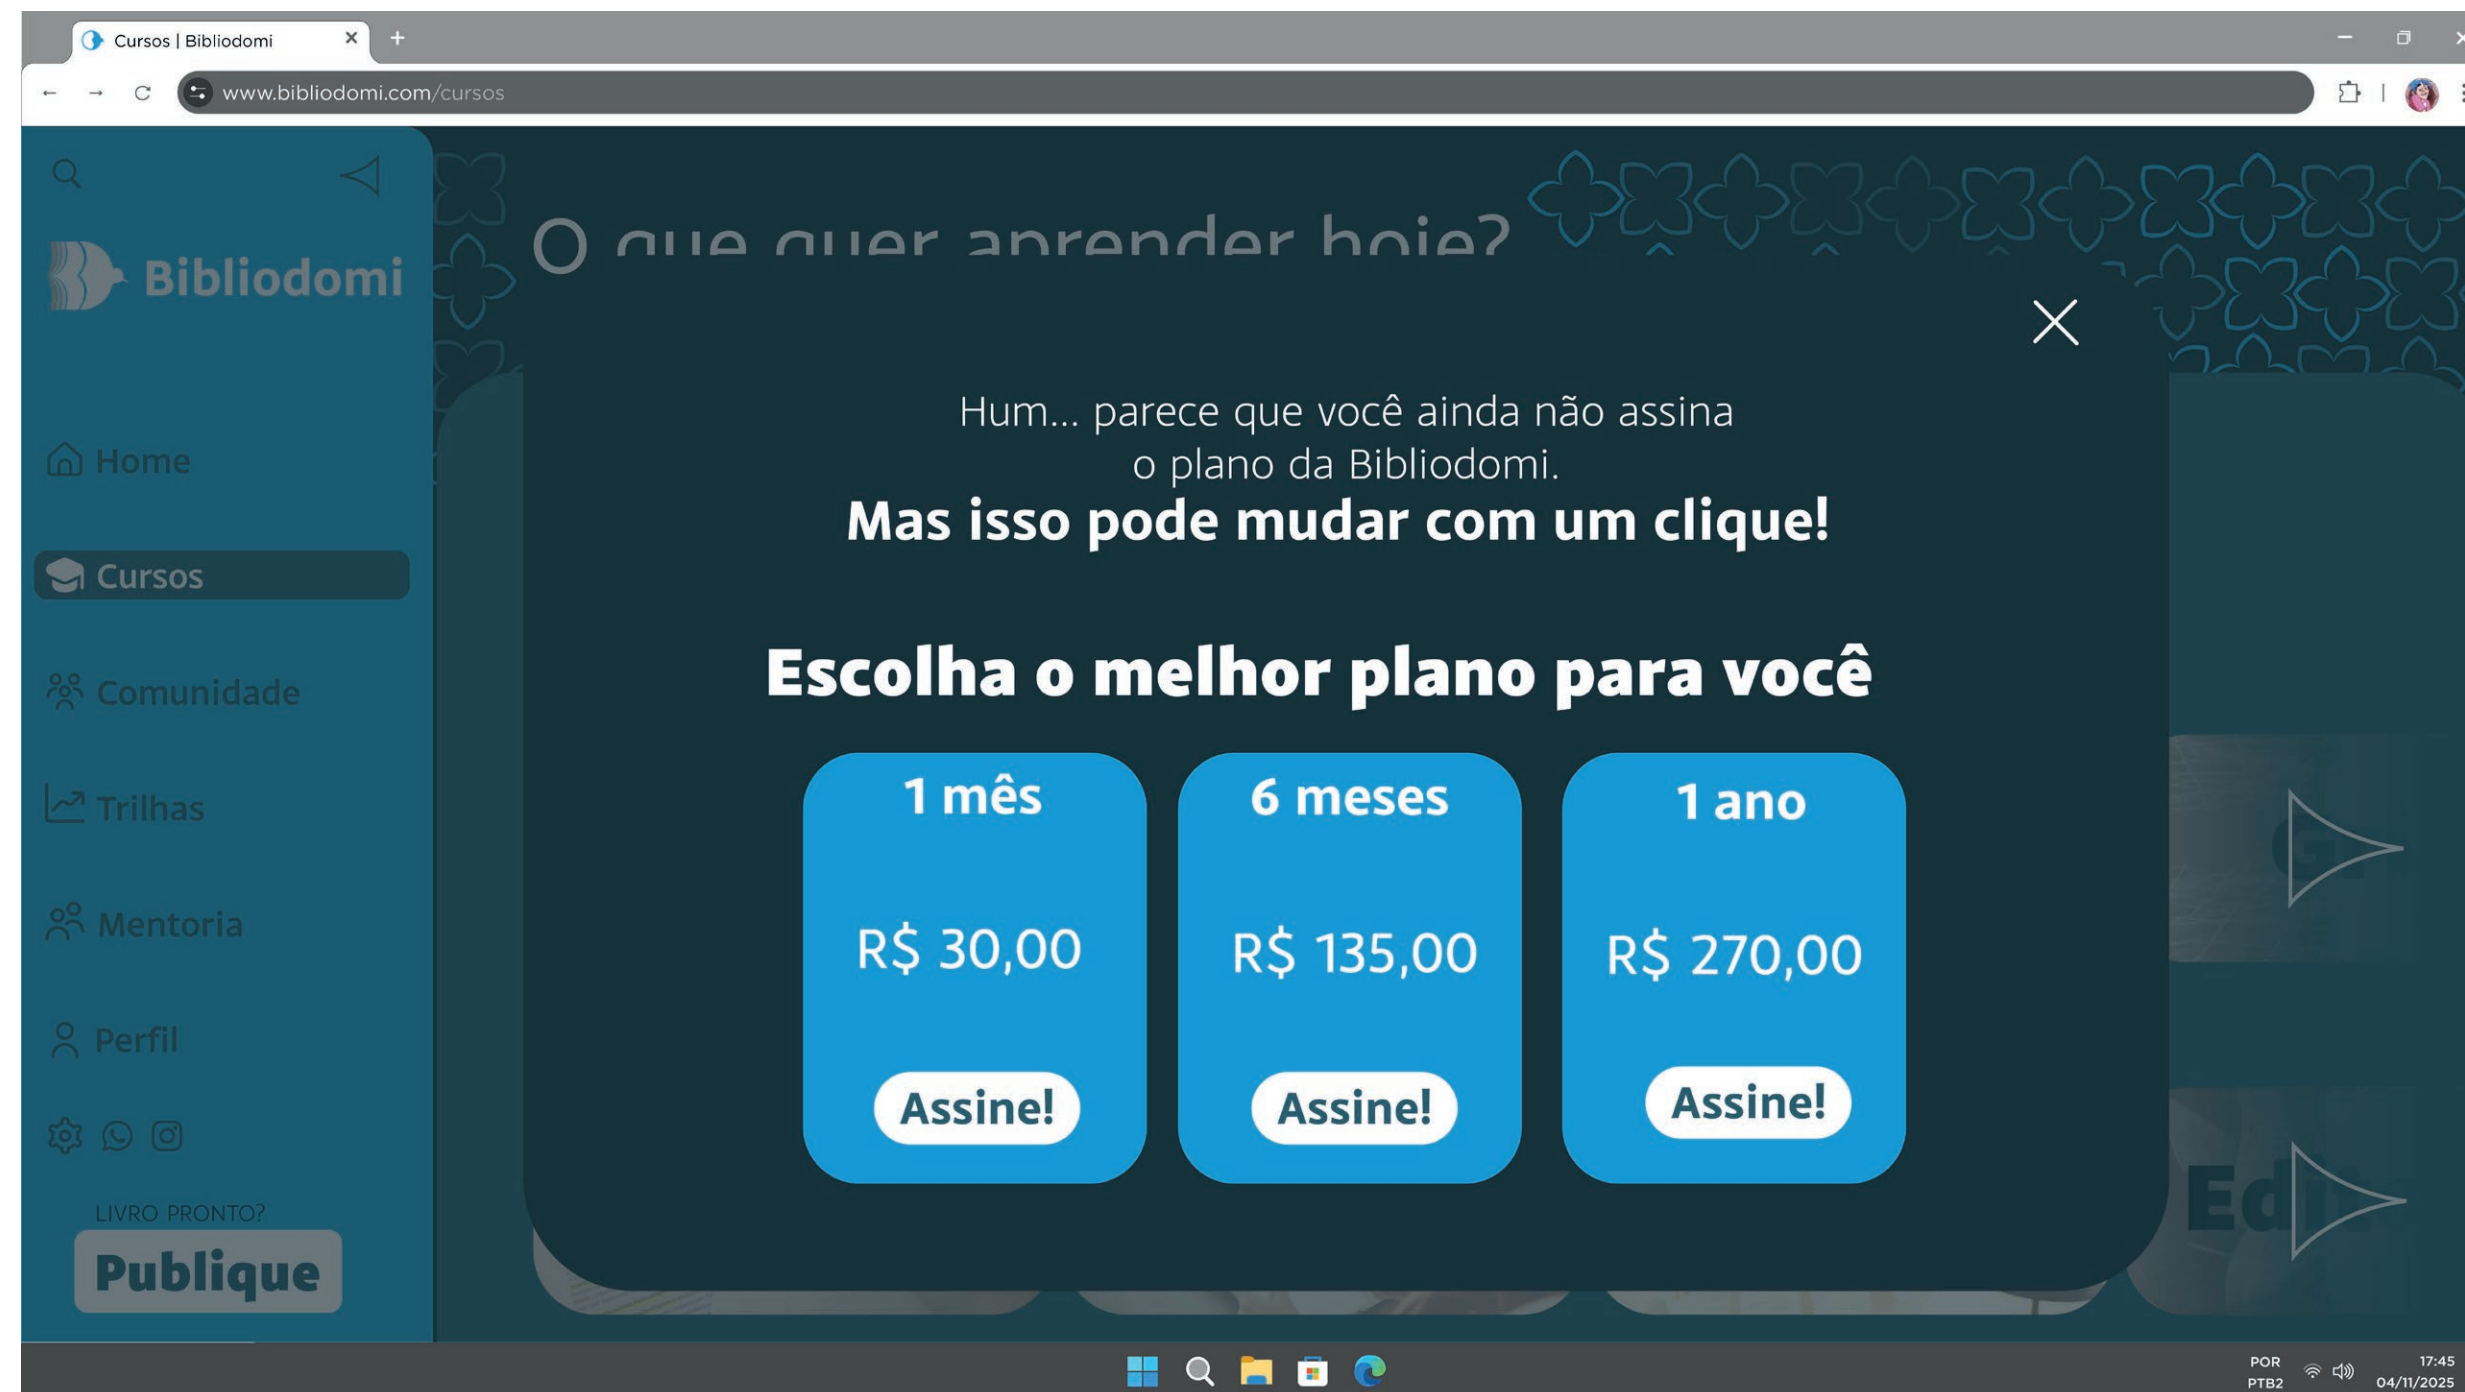 Cursos | Bibliodomi
www.bibliodomi.com/cursos
Bibliodomi
Home
Cursos
Comunidade
Trilhas
Mentoria
Perfil
LIVRO PRONTO?
Publique
O que quer aprender hoje?
Hum... parece que você ainda não assina
o plano da Bibliodomi.
Mas isso pode mudar com um clique!
Escolha o melhor plano para você
1 mês
R$ 30,00
Assine!
6 meses
R$ 135,00
Assine!
1 ano
R$ 270,00
Assine!
POR
PTB2
17:45
04/11/2025